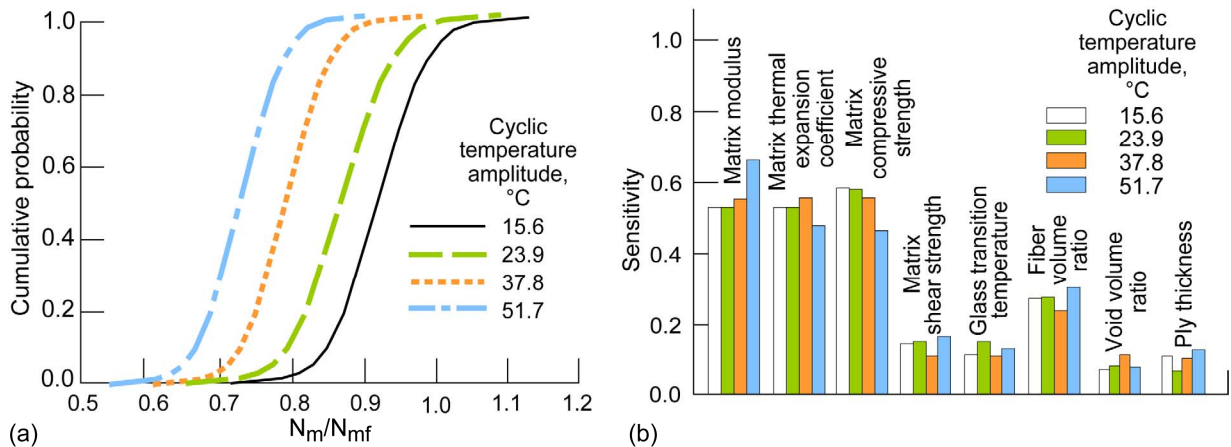 Cumulative probability
1.0
0.8
0.6
0.4
0.2
0.0
0.5 0.6 0.7 0.8 0.9 1.0 1.1 1.2
Nm/Nmf
Cyclic
temperature
amplitude,
°C
15.6
23.9
37.8
51.7
(a)
Sensitivity
1.0
0.8
0.6
0.4
0.2
0.0
Matrix modulus
Matrix thermal
expansion
coefficient
Matrix
compressive
strength
Matrix
shear strength
Glass transition
temperature
Fiber
volume
ratio
Void volume
ratio
Ply thickness
Cyclic
temperature
amplitude,
°C
15.6
23.9
37.8
51.7
(b)